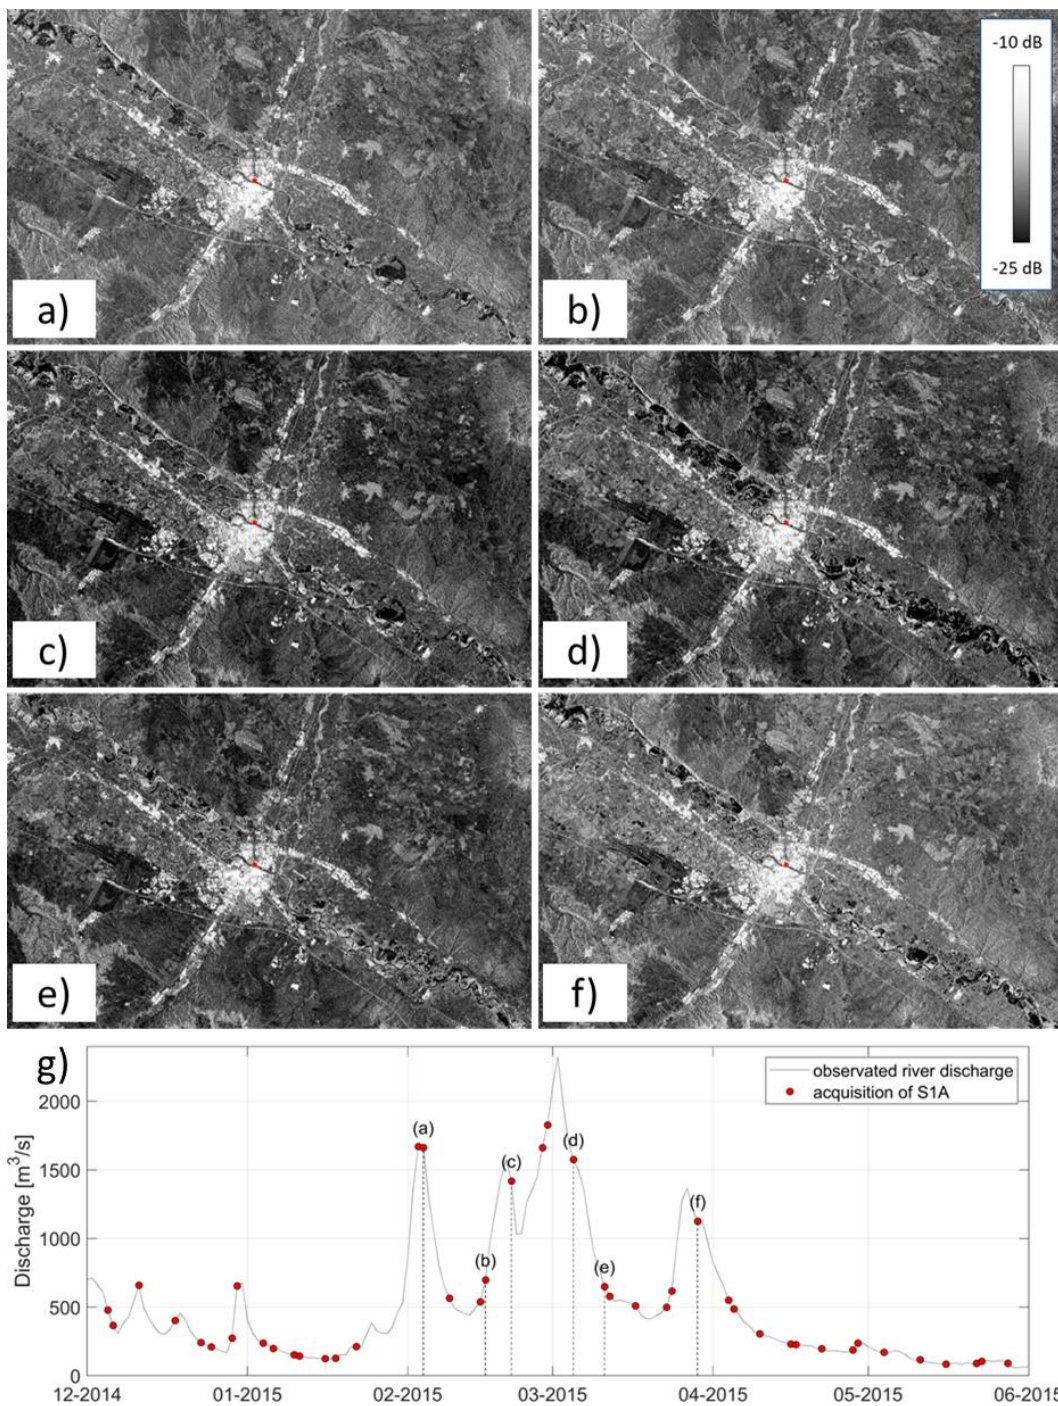 a)
b)
-10 dB
-25 dB
c)
d)
e)
f)
g)
observated river discharge
acquisition of S1A
Discharge [m³/s]
2000
1500
1000
500
0
(a)
(b)
(c)
(d)
(e)
(f)
12-2014
01-2015
02-2015
03-2015
04-2015
05-2015
06-2015